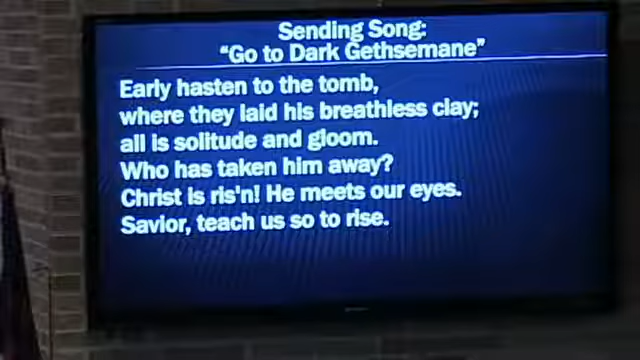 Sending Song:
“Go to Dark Gethsemane”
Early hasten to the tomb,
where they laid his breathless clay;
all is solitude and gloom.
Who has taken him away?
Christ is ris'n! He meets our eyes.
Savior, teach us so to rise.